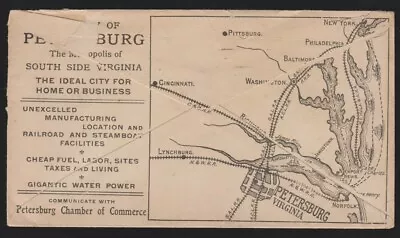 OF
PETERSBURG
The Metropolis of
SOUTH SIDE VIRGINIA
THE IDEAL CITY FOR
HOME OR BUSINESS
UNEXCELLED
MANUFACTURING
LOCATION AND
RAILROAD AND STEAMBOAT
FACILITIES
CHEAP FUEL, LABOR, SITES
TAXES AND LIVING
GIGANTIC WATER POWER
COMMUNICATE WITH
Petersburg Chamber of Commerce
NEW YORK
PITTSBURG.
PHILADELPHIA
BALTIMORE
WASHINGTON
CINCINNATI.
RICHMOND
LYNCHBURG.
N.& W.R.R.
PETERSBURG
VIRGINIA
NORFOLK